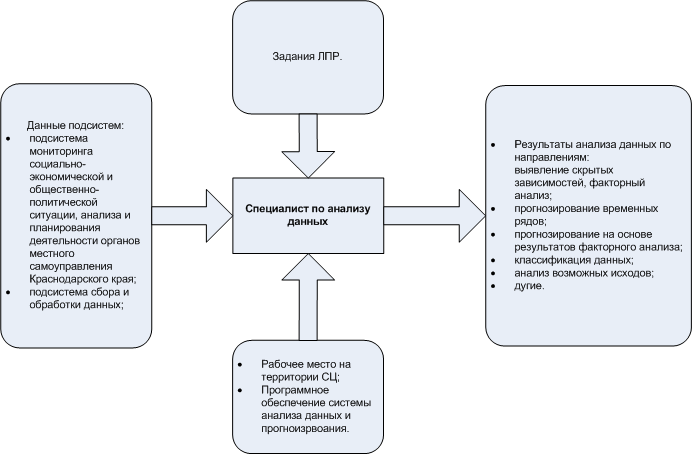 Задания ЛПР.
Данные подсистем:
• подсистема
мониторинга
социально-
экономической и
общественно-
политической
ситуации, анализа и
планирования
деятельности органов
местного
самоуправления
Краснодарского края;
• подсистема сбора и
обработки данных;
Специалист по анализу
данных
• Результаты анализа данных по
направлениям:
выявление скрытых
зависимостей, факторный
анализ;
• прогнозирование временных
рядов;
• прогнозирование на основе
результатов факторного анализа;
• классификация данных;
• анализ возможных исходов;
• дугие.
• Рабочее место на
территории СЦ;
• Программное
обеспечение системы
анализа данных и
прогноизрвоания.